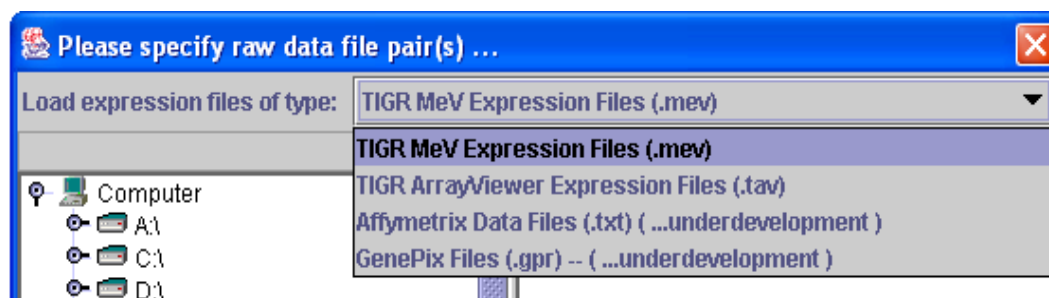 Please specify raw data file pair(s) ...
Load expression files of type: TIGR MeV Expression Files (.mev)
TIGR MeV Expression Files (.mev)
TIGR ArrayViewer Expression Files (.tav)
Affymetrix Data Files (.txt) ( ...underdevelopment )
GenePix Files (.gpr) -- ( ...underdevelopment )
Computer
A:\
C:\
D:\